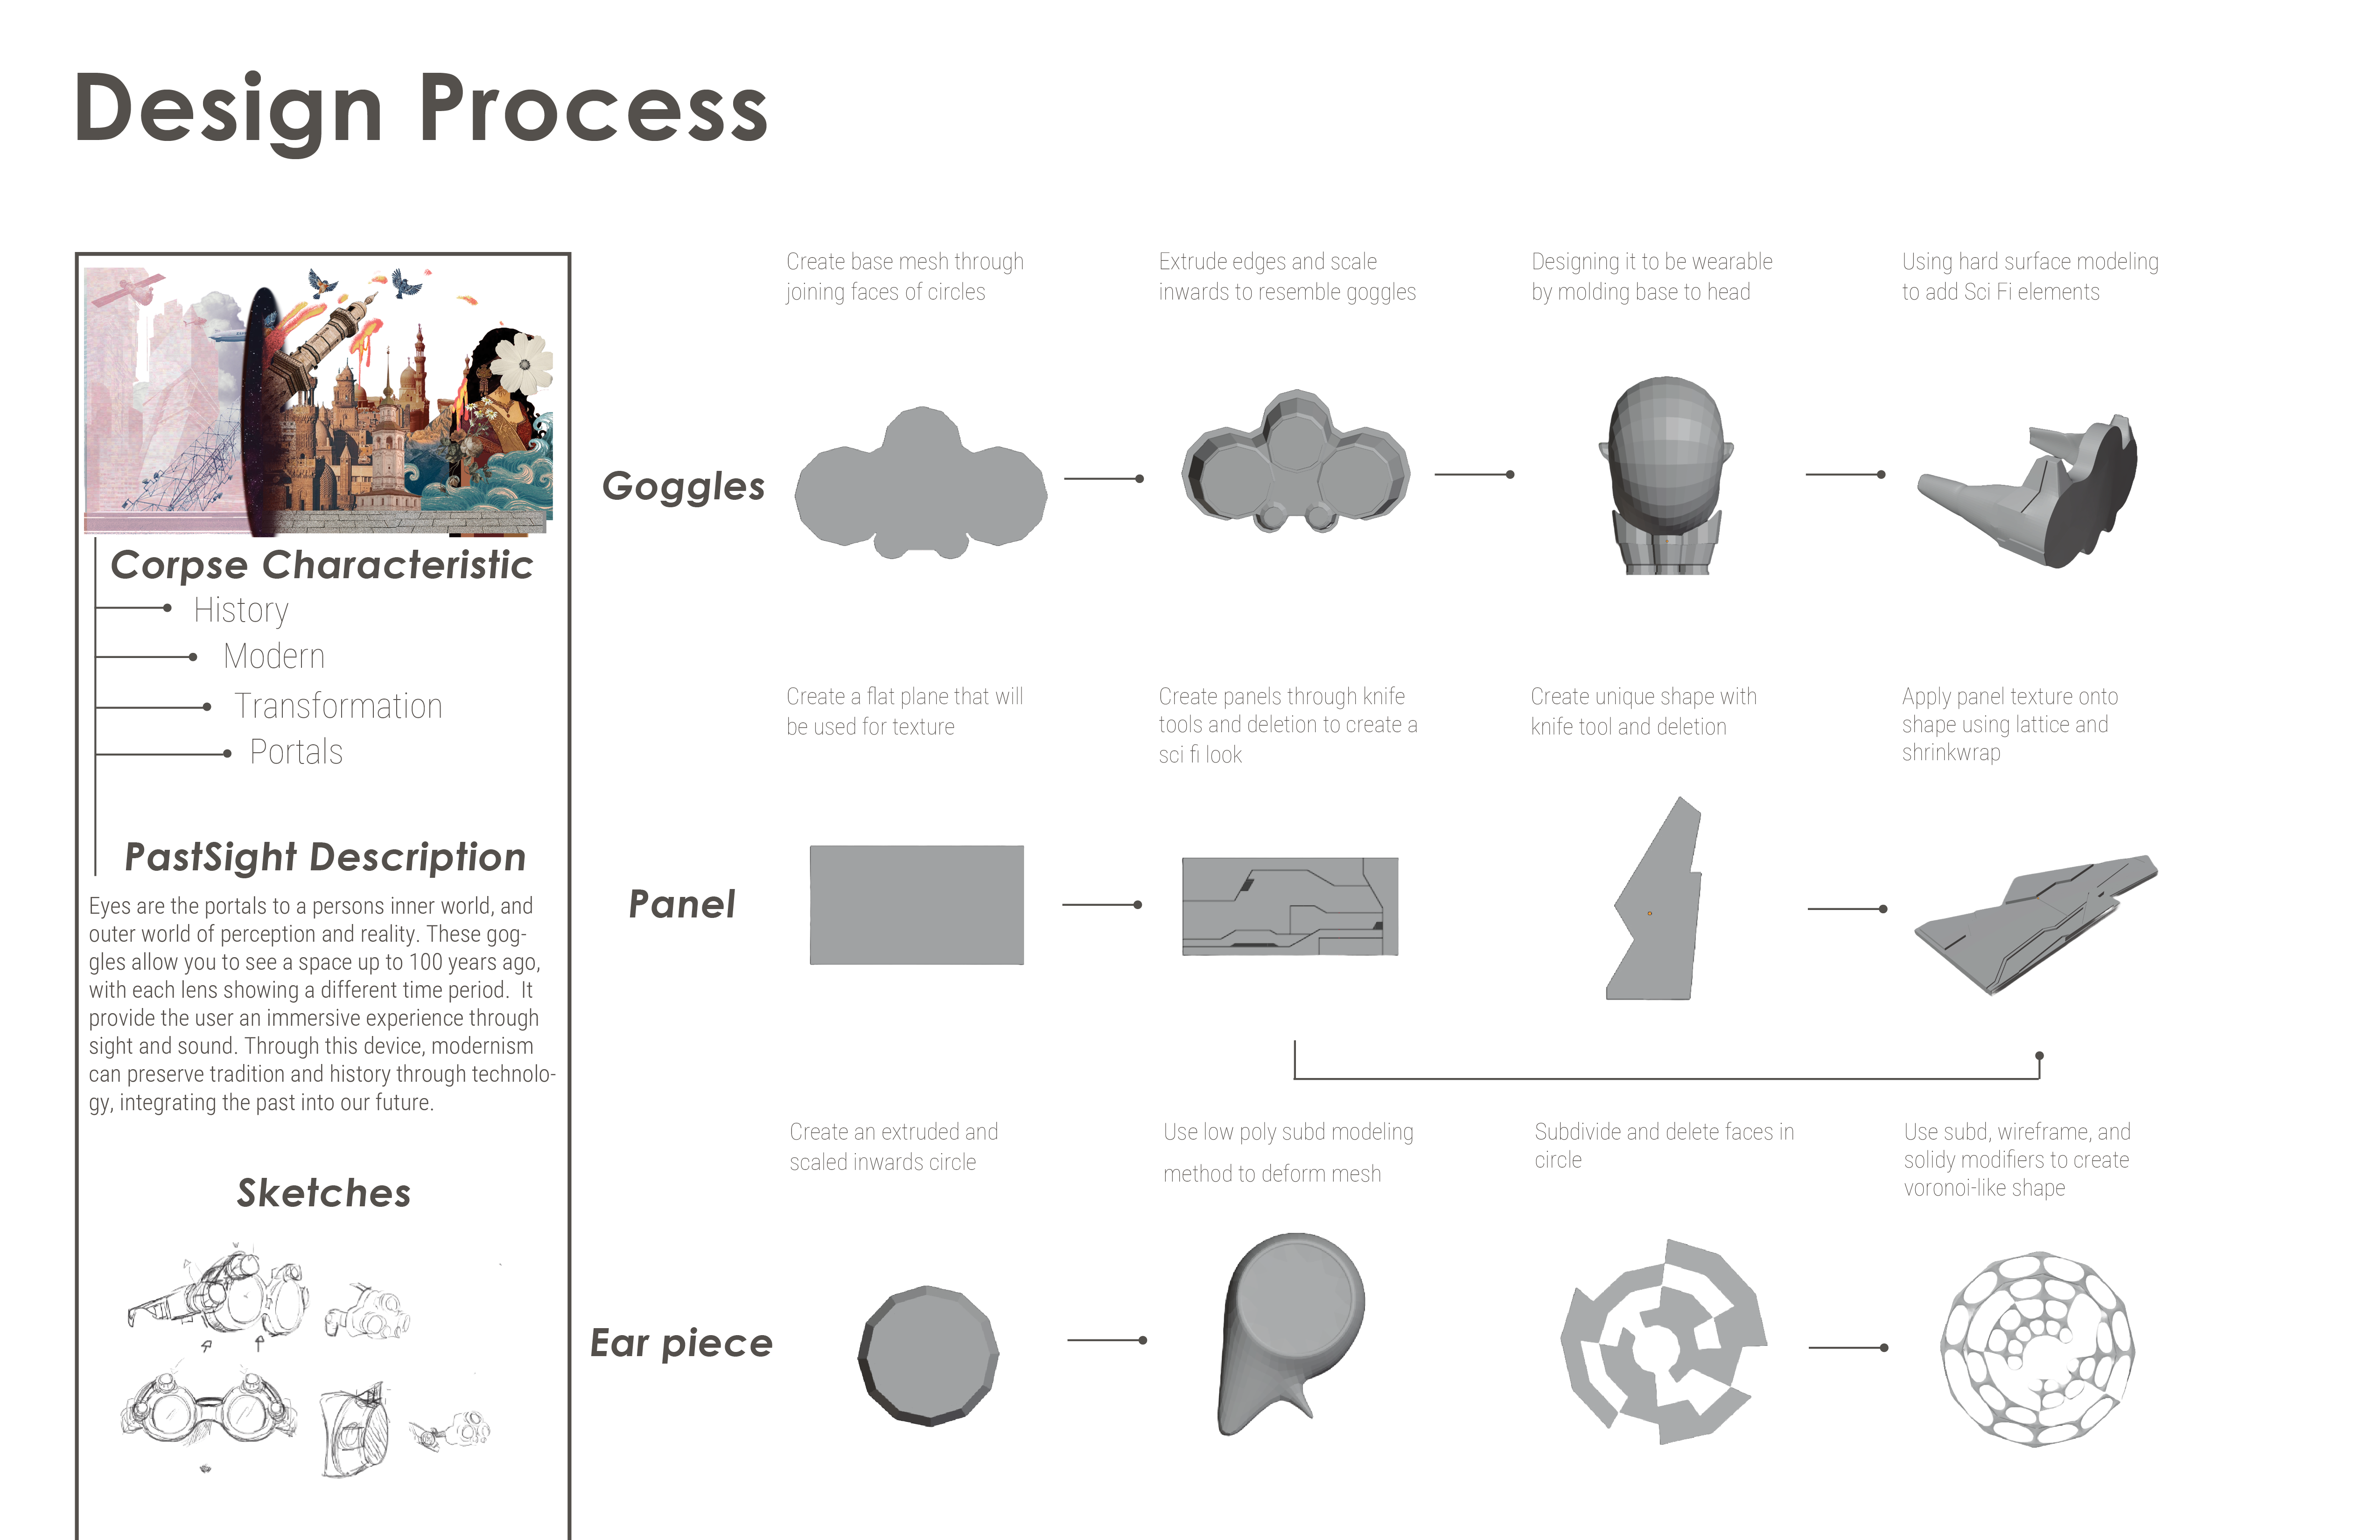 Design Process
Corpse Characteristic
History
Modern
Transformation
Portals
PastSight Description
Eyes are the portals to a persons inner world, and
outer world of perception and reality. These gog-
gles allow you to see a space up to 100 years ago,
with each lens showing a different time period.  It
provide the user an immersive experience through
sight and sound. Through this device, modernism
can preserve tradition and history through technolo-
gy, integrating the past into our future.
Sketches
Goggles
Create base mesh through
joining faces of circles
Extrude edges and scale
inwards to resemble goggles
Designing it to be wearable
by molding base to head
Using hard surface modeling
to add Sci Fi elements
Panel
Create a flat plane that will
be used for texture
Create panels through knife
tools and deletion to create a
sci fi look
Create unique shape with
knife tool and deletion
Apply panel texture onto
shape using lattice and
shrinkwrap
Ear piece
Create an extruded and
scaled inwards circle
Use low poly subd modeling
method to deform mesh
Subdivide and delete faces in
circle
Use subd, wireframe, and
solidy modifiers to create
voronoi-like shape